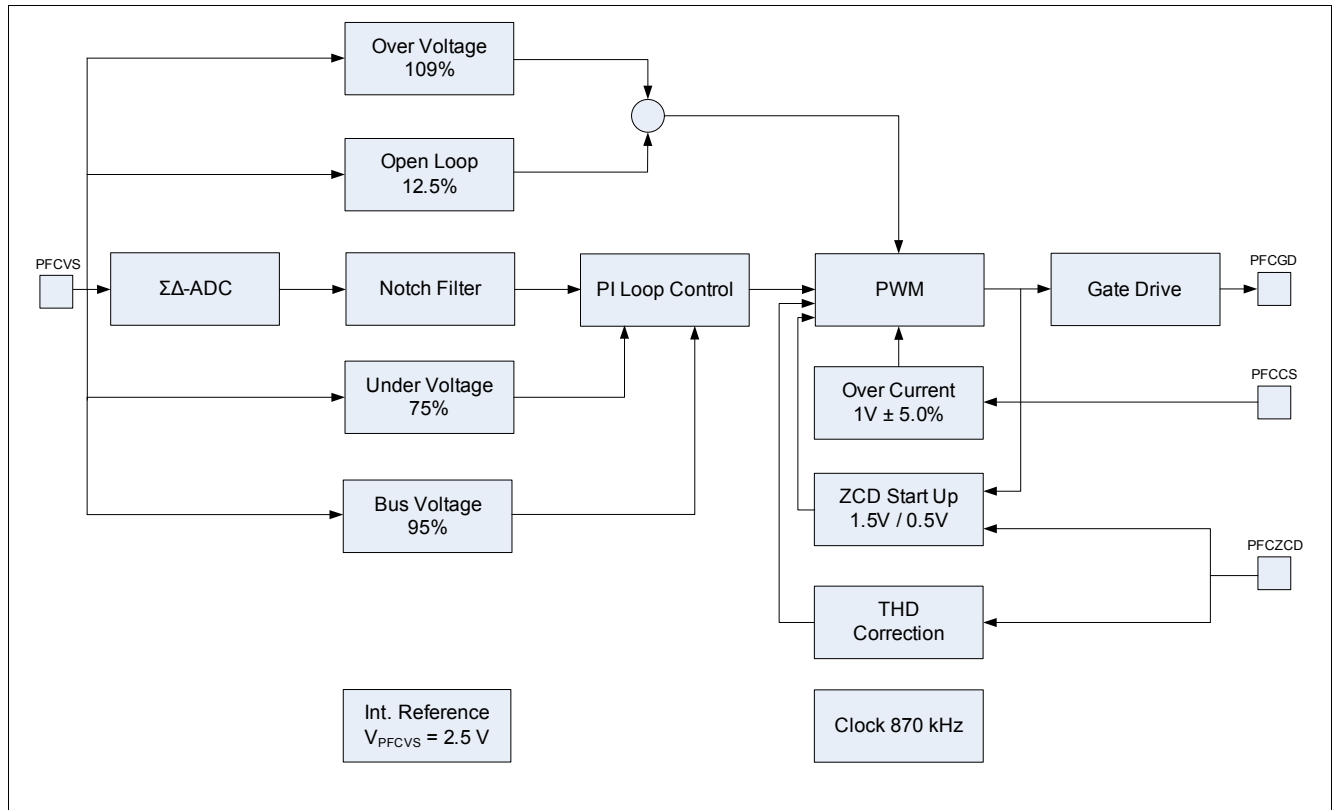 Over Voltage
109%
Open Loop
12.5%
PFCVS
ΣΔ-ADC
Notch Filter
PI Loop Control
PWM
Gate Drive
PFCGD
Under Voltage
75%
Over Current
1V ± 5.0%
PFCCS
Bus Voltage
95%
ZCD Start Up
1.5V / 0.5V
PFCZCD
THD
Correction
Int. Reference
VPFCVS = 2.5 V
Clock 870 kHz